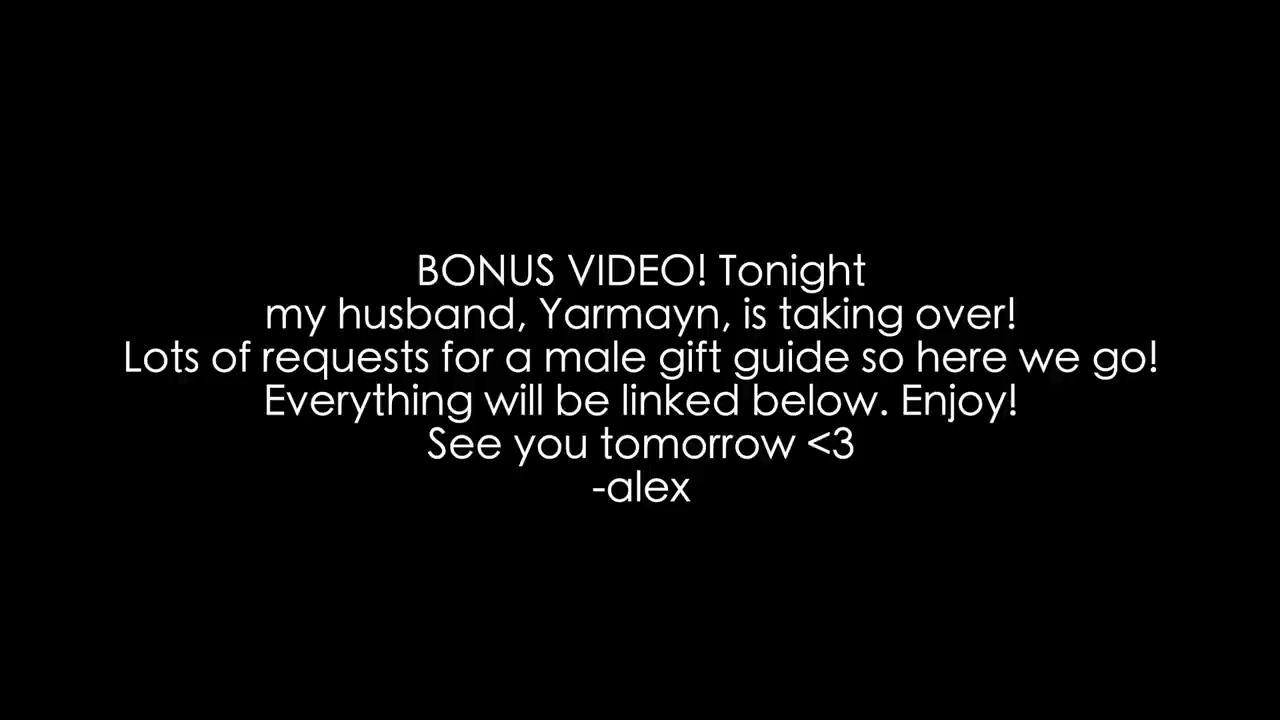 BONUS VIDEO! Tonight
my husband, Yarmayn, is taking over!
Lots of requests for a male gift guide so here we go!
Everything will be linked below. Enjoy!
See you tomorrow <3
-alex